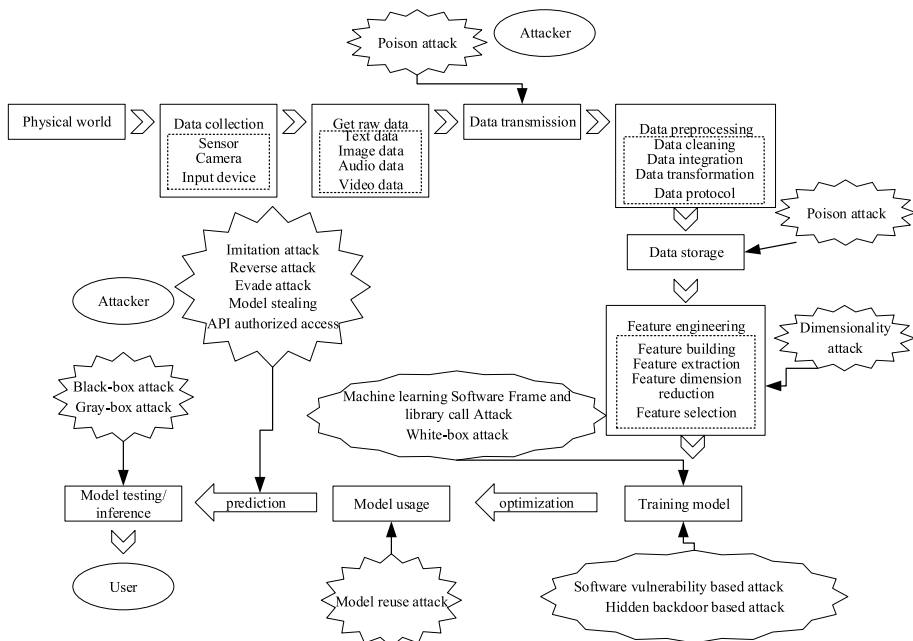 Poison attack
Attacker
Physical world
Data collection
Sensor
Camera
Input device
Get raw data
Text data
Image data
Audio data
Video data
Data transmission
Data preprocessing
Data cleaning
Data integration
Data transformation
Data protocol
Poison attack
Data storage
Imitation attack
Reverse attack
Evade attack
Model stealing
API authorized access
Attacker
Feature engineering
Feature building
Feature extraction
Feature dimension
reduction
Feature selection
Dimensionality
attack
Black-box attack
Gray-box attack
Machine learning Software Frame and
library call Attack
White-box attack
Model testing/
inference
prediction
Model usage
optimization
Training model
User
Model reuse attack
Software vulnerability based attack
Hidden backdoor based attack